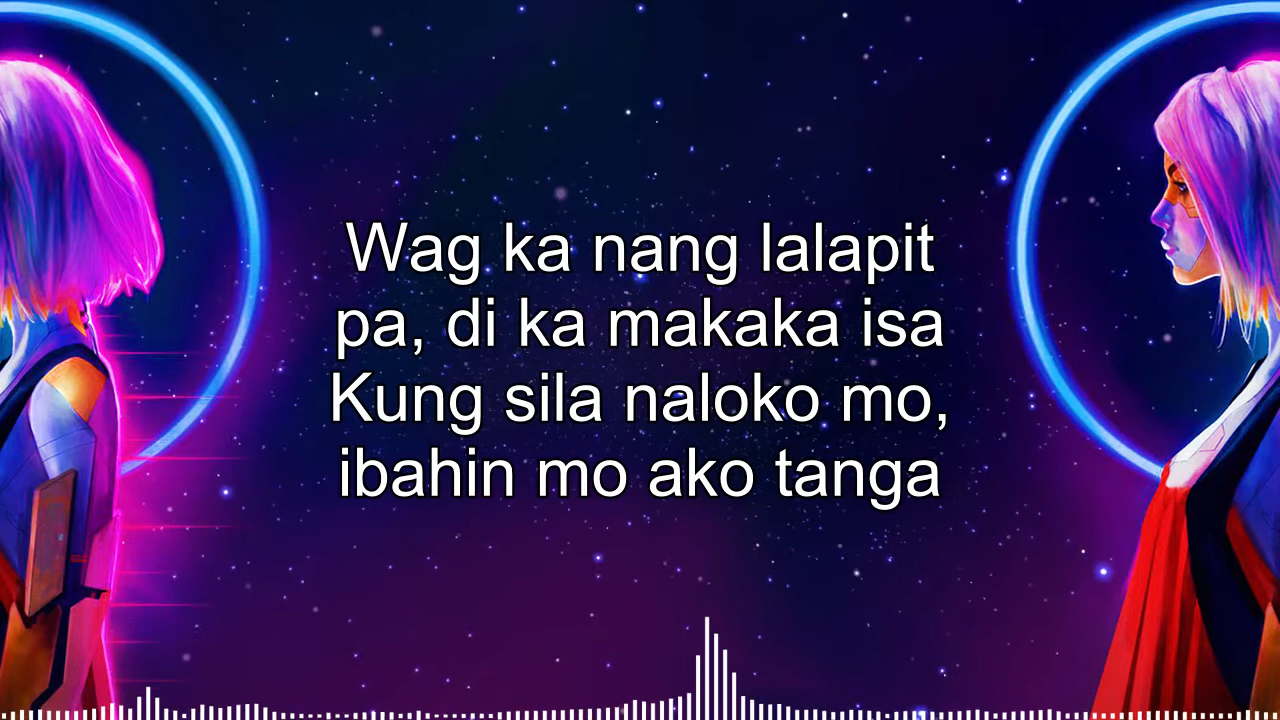 Wag ka nang lalapit
pa, di ka makaka isa
Kung sila naloko mo,
ibahin mo ako tanga